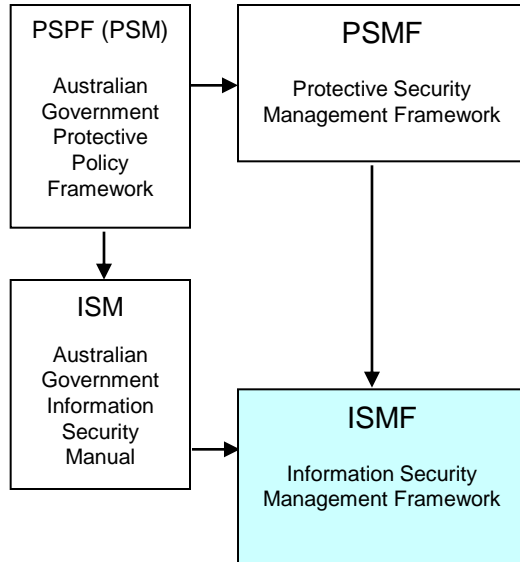 PSPF (PSM)
Australian
Government
Protective
Policy
Framework
PSMF
Protective Security
Management Framework
ISM
Australian
Government
Information
Security
Manual
ISMF
Information Security
Management Framework